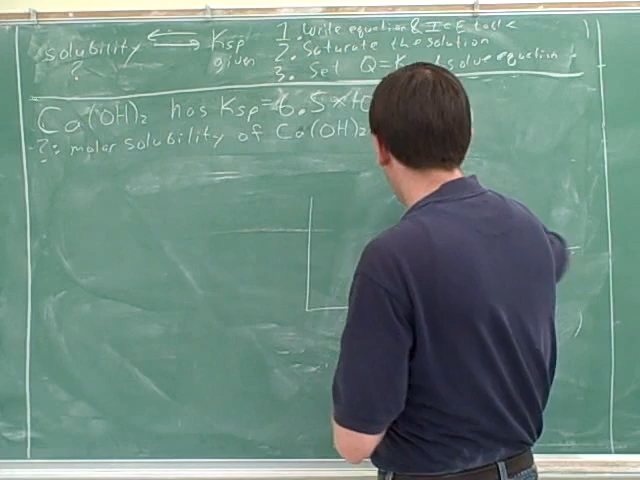 solubility ⇌ Ksp
? given
1. Write equation & ICE table
2. Saturate the solution
3. Set Q=K solve equation
Ca(OH)₂ has Ksp=6.5×10
?: molar solubility of Ca(OH)₂